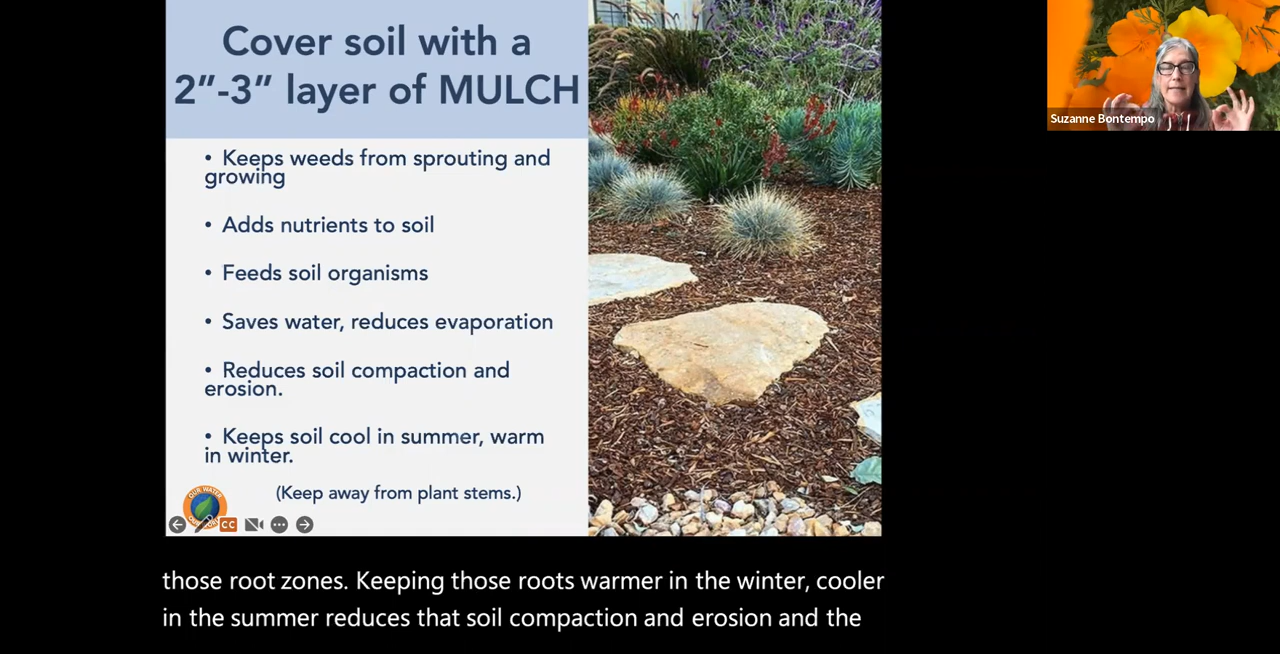 Cover soil with a
2”-3” layer of MULCH
• Keeps weeds from sprouting and
growing
• Adds nutrients to soil
• Feeds soil organisms
• Saves water, reduces evaporation
• Reduces soil compaction and
erosion.
• Keeps soil cool in summer, warm
in winter.
(Keep away from plant stems.)
OUR WATER
CC
Suzanne Bontempo
those root zones. Keeping those roots warmer in the winter, cooler
in the summer reduces that soil compaction and erosion and the